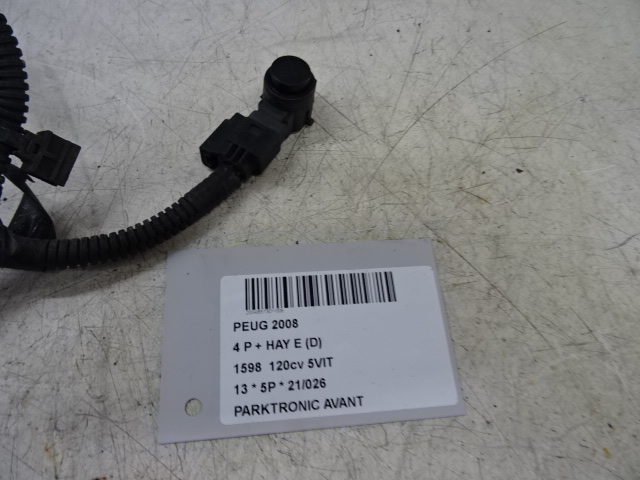 PEUG 2008
4 P + HAY E (D)
1598 120cv 5VIT
13 * 5P * 21/026
PARKTRONIC AVANT